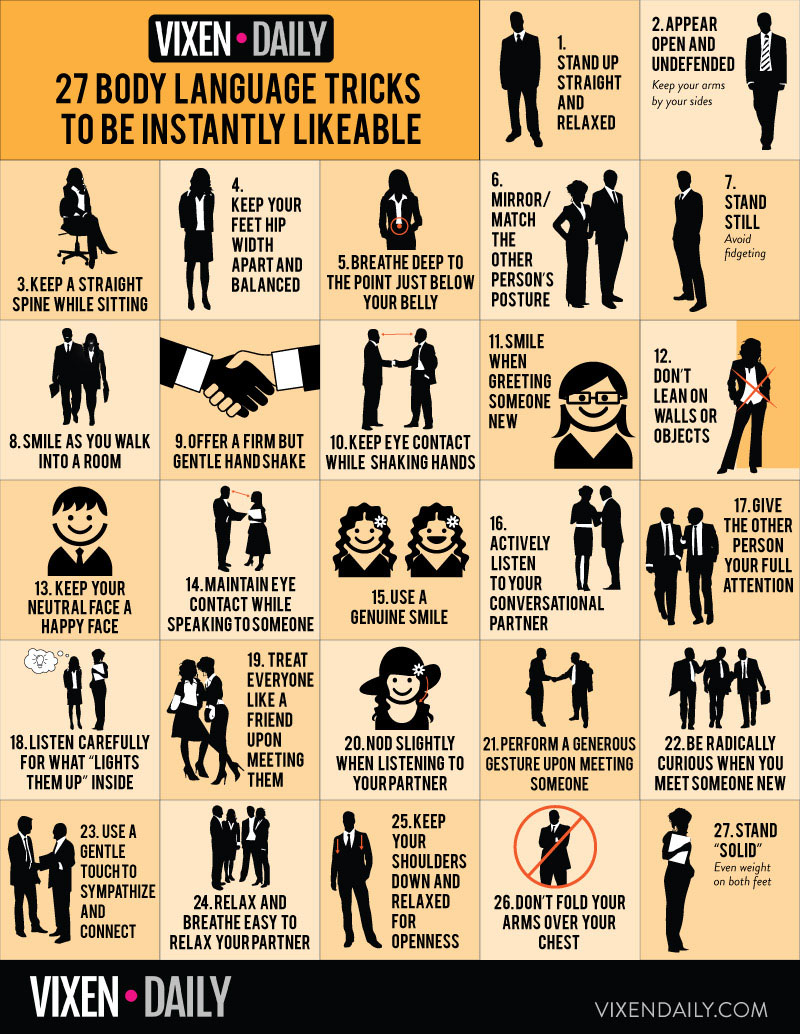 VIXEN • DAILY
27 BODY LANGUAGE TRICKS
TO BE INSTANTLY LIKEABLE
1.
STAND UP
STRAIGHT
AND
RELAXED
2. APPEAR
OPEN AND
UNDEFENDED
Keep your arms
by your sides
3. KEEP A STRAIGHT
SPINE WHILE SITTING
4.
KEEP YOUR
FEET HIP
WIDTH
APART AND
BALANCED
5. BREATHE DEEP TO
THE POINT JUST BELOW
YOUR BELLY
6.
MIRROR/
MATCH
THE
OTHER
PERSON'S
POSTURE
7.
STAND
STILL
Avoid
fidgeting
8. SMILE AS YOU WALK
INTO A ROOM
9. OFFER A FIRM BUT
GENTLE HAND SHAKE
10. KEEP EYE CONTACT
WHILE SHAKING HANDS
11. SMILE
WHEN
GREETING
SOMEONE
NEW
12.
DON'T
LEAN ON
WALLS OR
OBJECTS
13. KEEP YOUR
NEUTRAL FACE A
HAPPY FACE
14. MAINTAIN EYE
CONTACT WHILE
SPEAKING TO SOMEONE
15. USE A
GENUINE SMILE
16.
ACTIVELY
LISTEN
TO YOUR
CONVERSATIONAL
PARTNER
17. GIVE
THE OTHER
PERSON
YOUR FULL
ATTENTION
18. LISTEN CAREFULLY
FOR WHAT "LIGHTS
THEM UP" INSIDE
19. TREAT
EVERYONE
LIKE A
FRIEND
UPON
MEETING
THEM
20. NOD SLIGHTLY
WHEN LISTENING TO
YOUR PARTNER
21. PERFORM A GENEROUS
GESTURE UPON MEETING
SOMEONE
22. BE RADICALLY
CURIOUS WHEN YOU
MEET SOMEONE NEW
23. USE A
GENTLE
TOUCH TO
SYMPATHIZE
AND
CONNECT
24. RELAX AND
BREATHE EASY TO
RELAX YOUR PARTNER
25. KEEP
YOUR
SHOULDERS
DOWN AND
RELAXED
FOR
OPENNESS
26. DON'T FOLD YOUR
ARMS OVER YOUR
CHEST
27. STAND
"SOLID"
Even weight
on both feet
VIXEN • DAILY
VIXENDAILY.COM